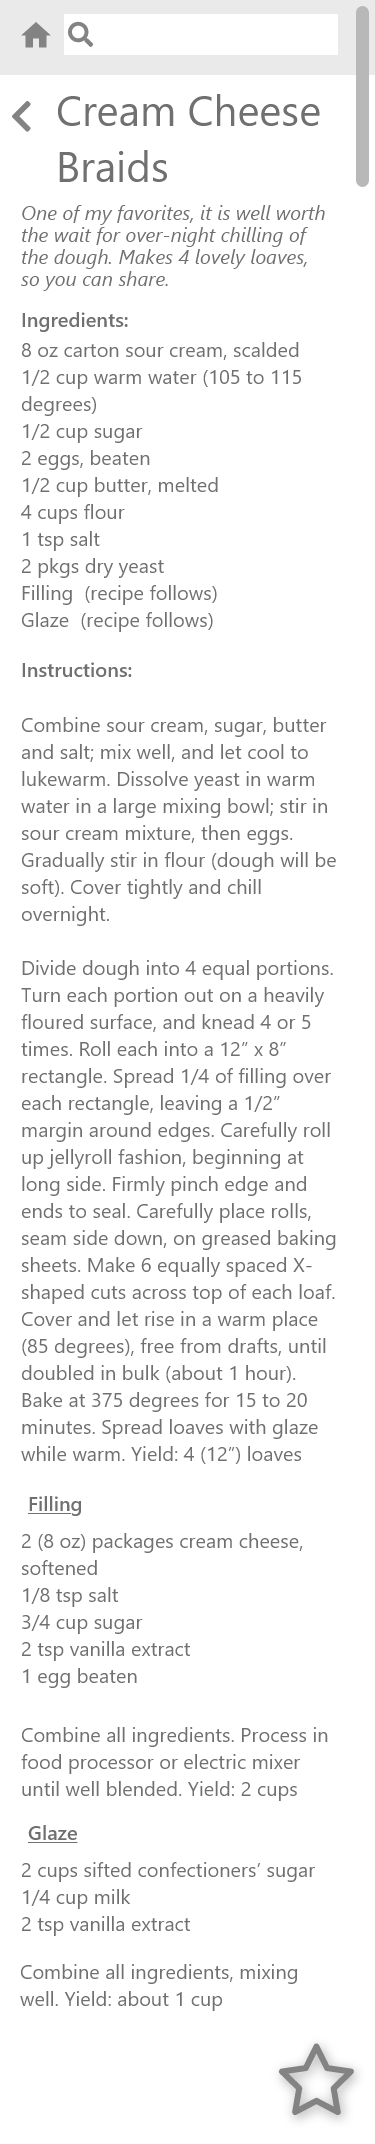 Cream Cheese
Braids
One of my favorites, it is well worth
the wait for over-night chilling of
the dough. Makes 4 lovely loaves,
so you can share.
Ingredients:
8 oz carton sour cream, scalded
1/2 cup warm water (105 to 115
degrees)
1/2 cup sugar
2 eggs, beaten
1/2 cup butter, melted
4 cups flour
1 tsp salt
2 pkgs dry yeast
Filling  (recipe follows)
Glaze  (recipe follows)
Instructions:
Combine sour cream, sugar, butter
and salt; mix well, and let cool to
lukewarm. Dissolve yeast in warm
water in a large mixing bowl; stir in
sour cream mixture, then eggs.
Gradually stir in flour (dough will be
soft). Cover tightly and chill
overnight.
Divide dough into 4 equal portions.
Turn each portion out on a heavily
floured surface, and knead 4 or 5
times. Roll each into a 12” x 8”
rectangle. Spread 1/4 of filling over
each rectangle, leaving a 1/2”
margin around edges. Carefully roll
up jellyroll fashion, beginning at
long side. Firmly pinch edge and
ends to seal. Carefully place rolls,
seam side down, on greased baking
sheets. Make 6 equally spaced X-
shaped cuts across top of each loaf.
Cover and let rise in a warm place
(85 degrees), free from drafts, until
doubled in bulk (about 1 hour).
Bake at 375 degrees for 15 to 20
minutes. Spread loaves with glaze
while warm. Yield: 4 (12”) loaves
Filling
2 (8 oz) packages cream cheese,
softened
1/8 tsp salt
3/4 cup sugar
2 tsp vanilla extract
1 egg beaten
Combine all ingredients. Process in
food processor or electric mixer
until well blended. Yield: 2 cups
Glaze
2 cups sifted confectioners’ sugar
1/4 cup milk
2 tsp vanilla extract
Combine all ingredients, mixing
well. Yield: about 1 cup